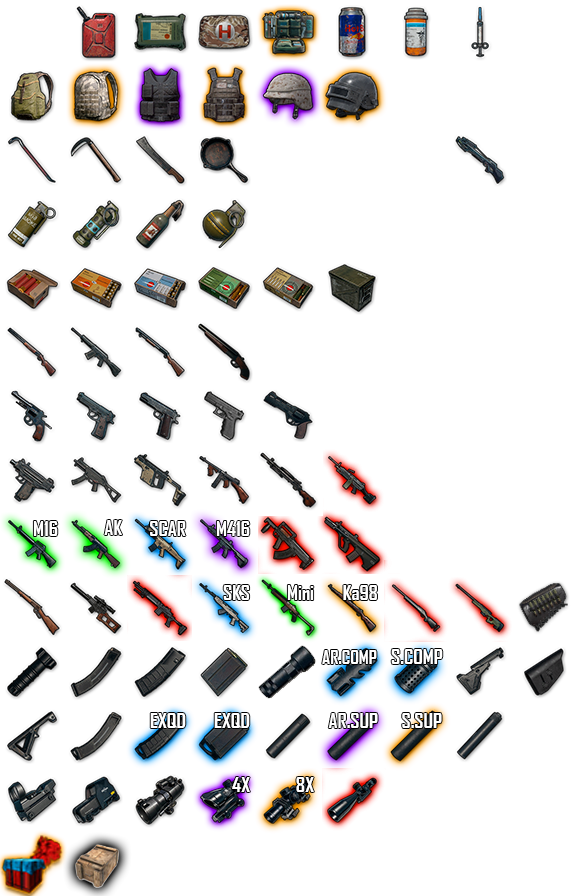 H
M16 AK SCAR M416
SKS Mini Ka98
AR.COMP S.COMP
EXQD EXQD AR.SUP S.SUP
4X 8X